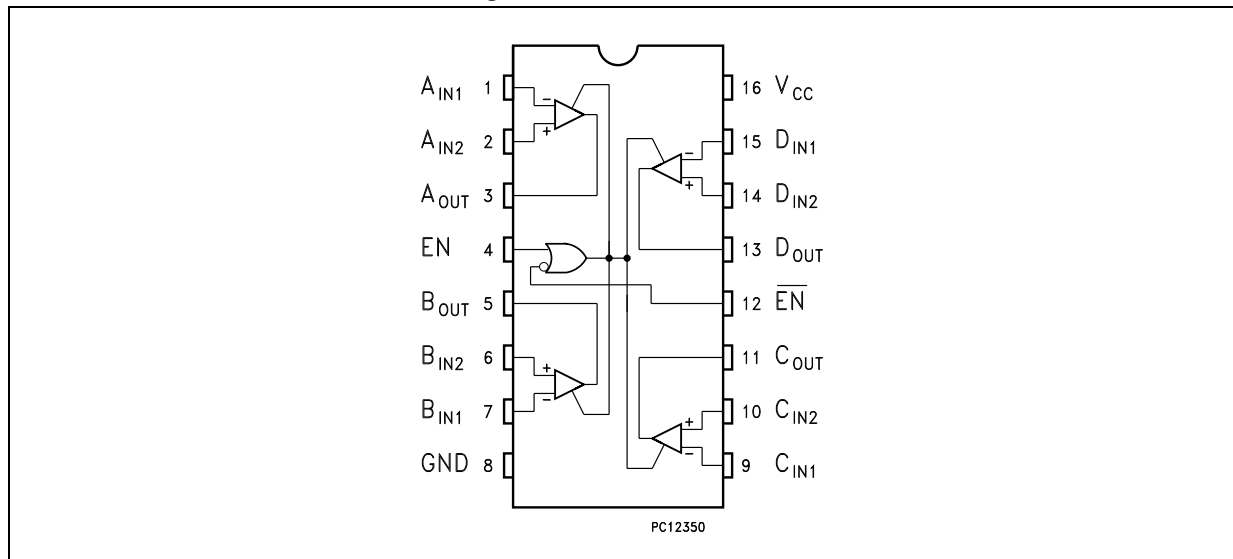 A_IN1 1
A_IN2 2
A_OUT 3
EN 4
B_OUT 5
B_IN2 6
B_IN1 7
GND 8
16 V_CC
15 D_IN1
14 D_IN2
13 D_OUT
12 E̅N̅
11 C_OUT
10 C_IN2
9 C_IN1
−
+
−
+
+
−
+
−
PC12350